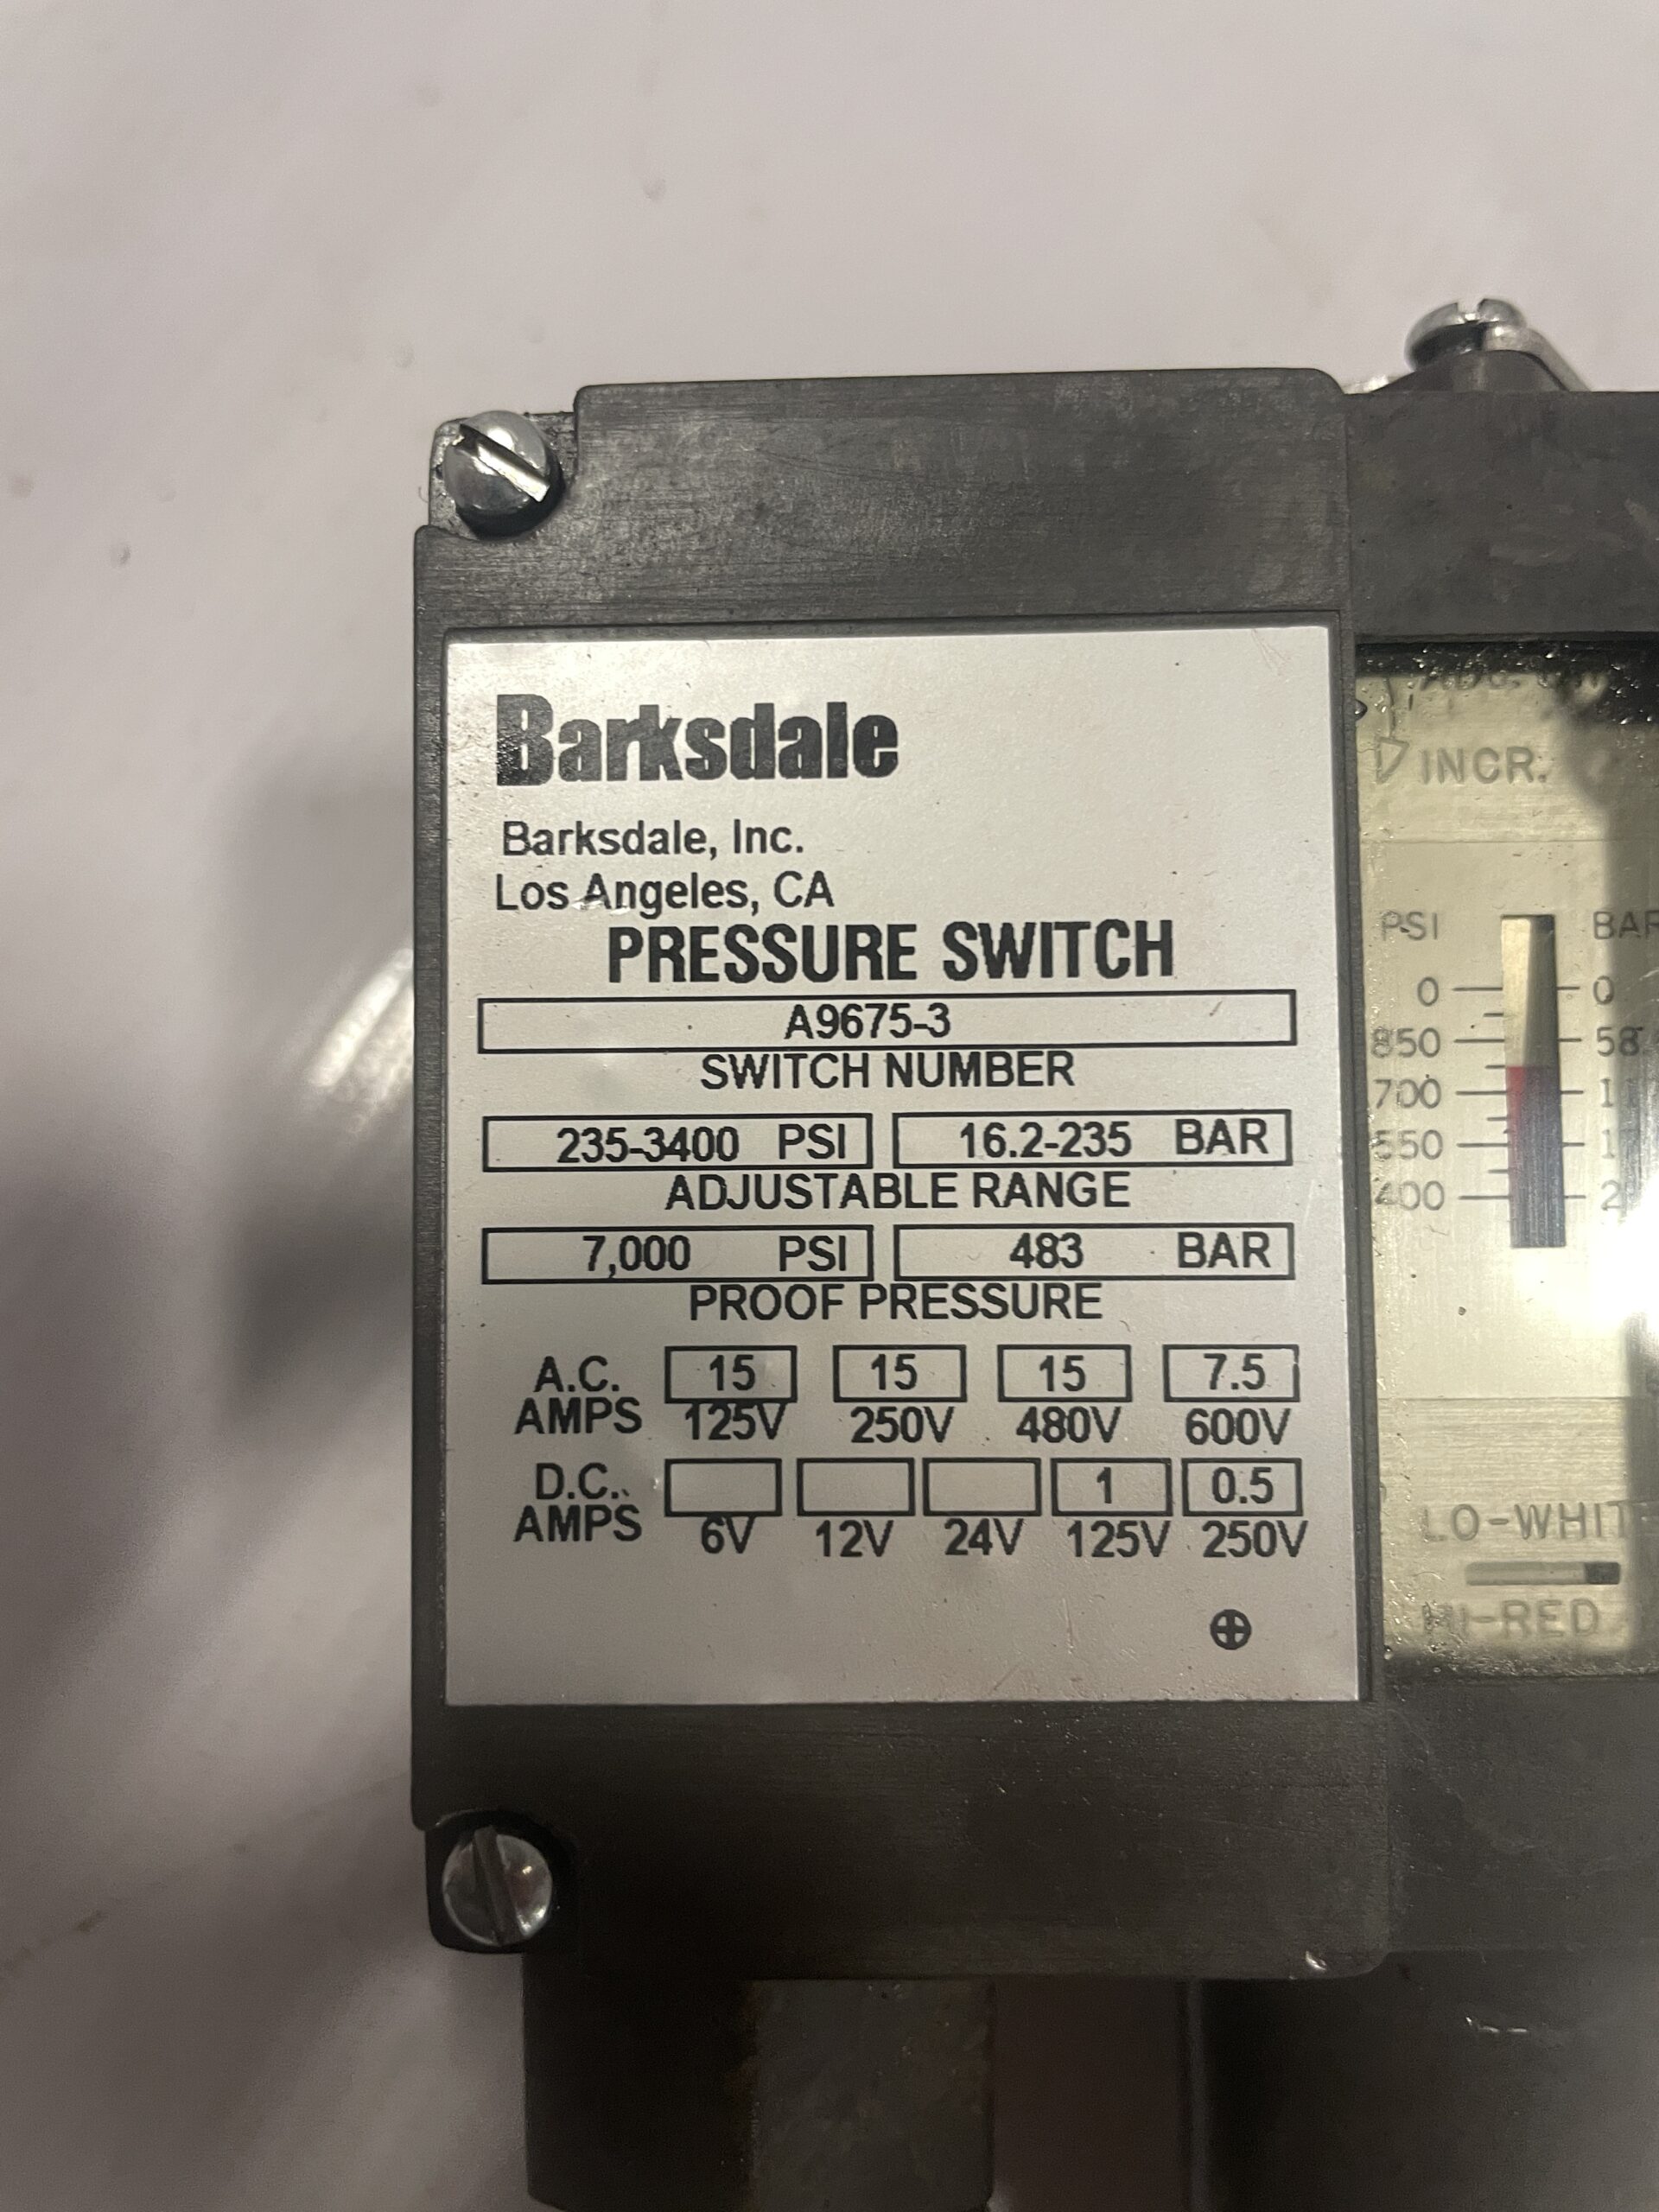 Barksdale
Barksdale, Inc.
Los Angeles, CA
PRESSURE SWITCH
A9675-3
SWITCH NUMBER
235-3400 PSI 16.2-235 BAR
ADJUSTABLE RANGE
7,000 PSI 483 BAR
PROOF PRESSURE
A.C. AMPS
15 15 15 7.5
125V 250V 480V 600V
D.C. AMPS
1 0.5
6V 12V 24V 125V 250V
INCR.
PSI BAR
0 0
850 58
700
550
400
LO-WHIT
HI-RED